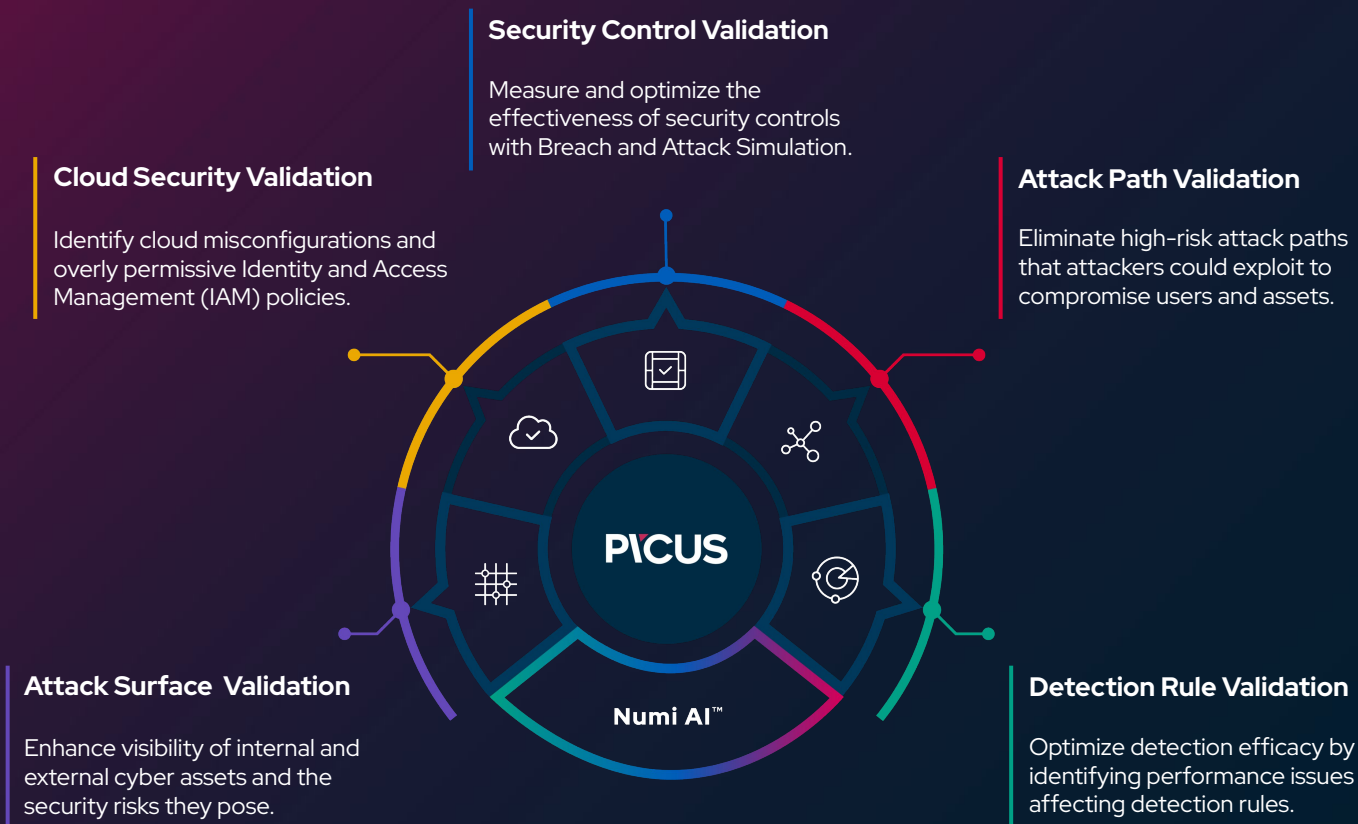 Security Control Validation
Measure and optimize the
effectiveness of security controls
with Breach and Attack Simulation.
Cloud Security Validation
Identify cloud misconfigurations and
overly permissive Identity and Access
Management (IAM) policies.
Attack Path Validation
Eliminate high-risk attack paths
that attackers could exploit to
compromise users and assets.
PICUS
Numi AI™
Attack Surface Validation
Enhance visibility of internal and
external cyber assets and the
security risks they pose.
Detection Rule Validation
Optimize detection efficacy by
identifying performance issues
affecting detection rules.